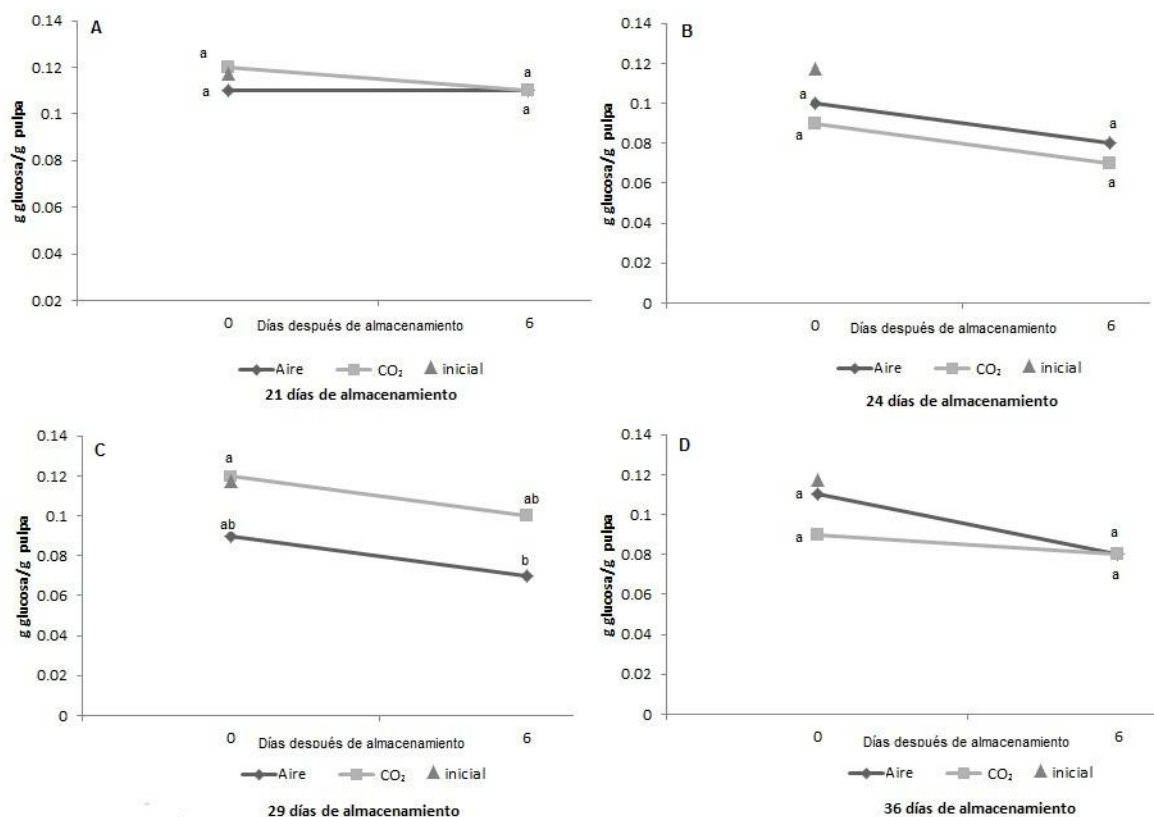 A
0.14
0.12
0.1
0.08
0.06
0.04
0.02
g glucosa/g pulpa
a
a
a
a
0
Días después de almacenamiento
6
Aire
CO₂
inicial
21 días de almacenamiento
B
0.14
0.12
0.1
0.08
0.06
0.04
0.02
0
g glucosa/g pulpa
a
a
a
a
0
Días después de almacenamiento
6
Aire
CO₂
inicial
24 días de almacenamiento
C
0.14
0.12
0.1
0.08
0.06
0.04
0.02
0
g glucosa/g pulpa
a
ab
ab
b
0
Días después de almacenamiento
6
Aire
CO₂
inicial
29 días de almacenamiento
D
0.14
0.12
0.1
0.08
0.06
0.04
0.02
0
g glucosa/g pulpa
a
a
a
a
0
Días después de almacenamiento
6
Aire
CO₂
inicial
36 días de almacenamiento